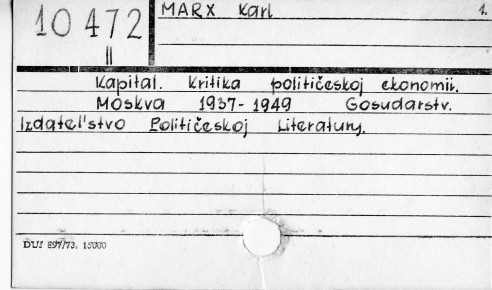 MARX Karl 1.
10 472
II
Kapital. Kritika političeskoj ekonomii.
Moskva 1937-1949 Gosudarstv.
Izdatel'stvo Političeskoj Literatury.
DUJ 897/73. 15000